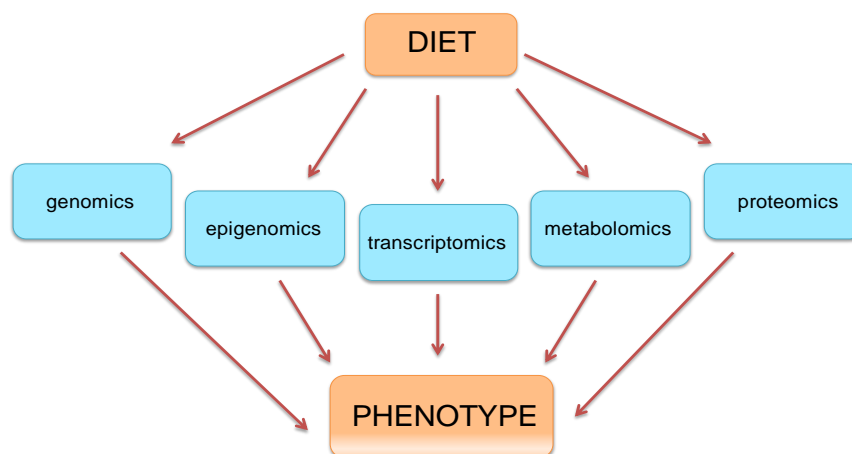 DIET
genomics
epigenomics
transcriptomics
metabolomics
proteomics
PHENOTYPE